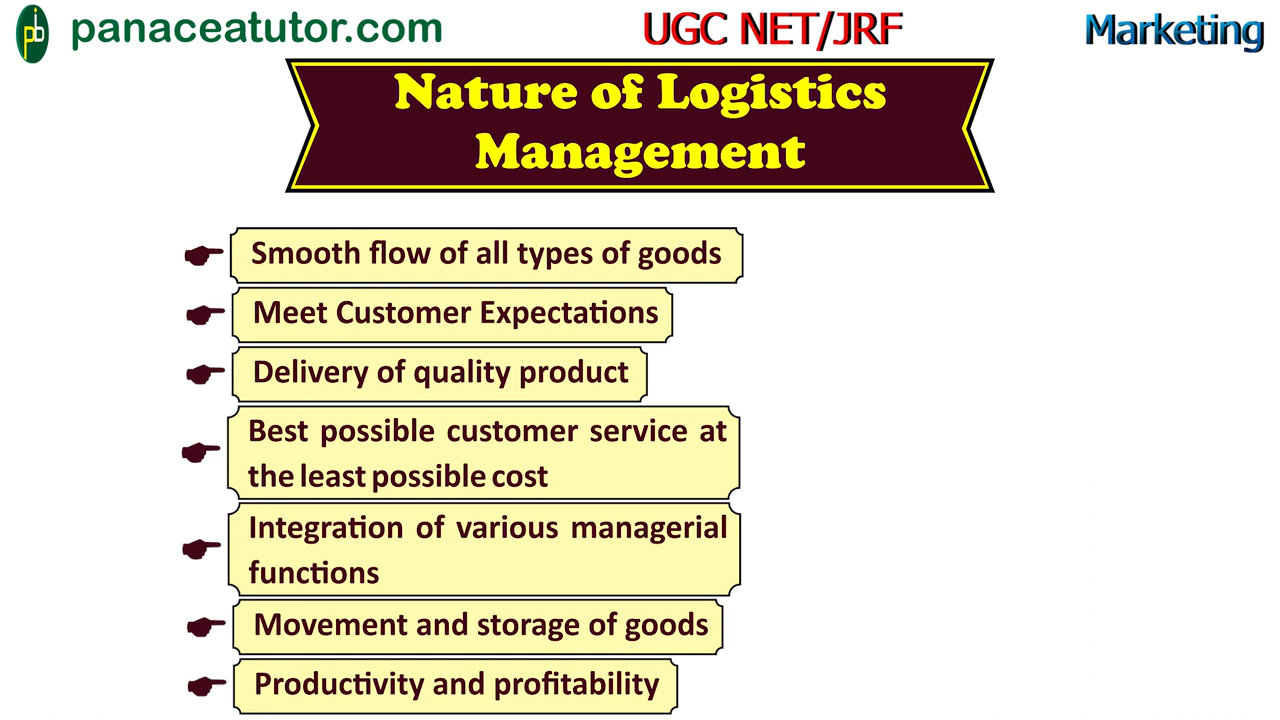 pb panaceatutor.com UGC NET/JRF Marketing
Nature of Logistics
Management
Smooth flow of all types of goods
Meet Customer Expectations
Delivery of quality product
Best possible customer service at
the least possible cost
Integration of various managerial
functions
Movement and storage of goods
Productivity and profitability